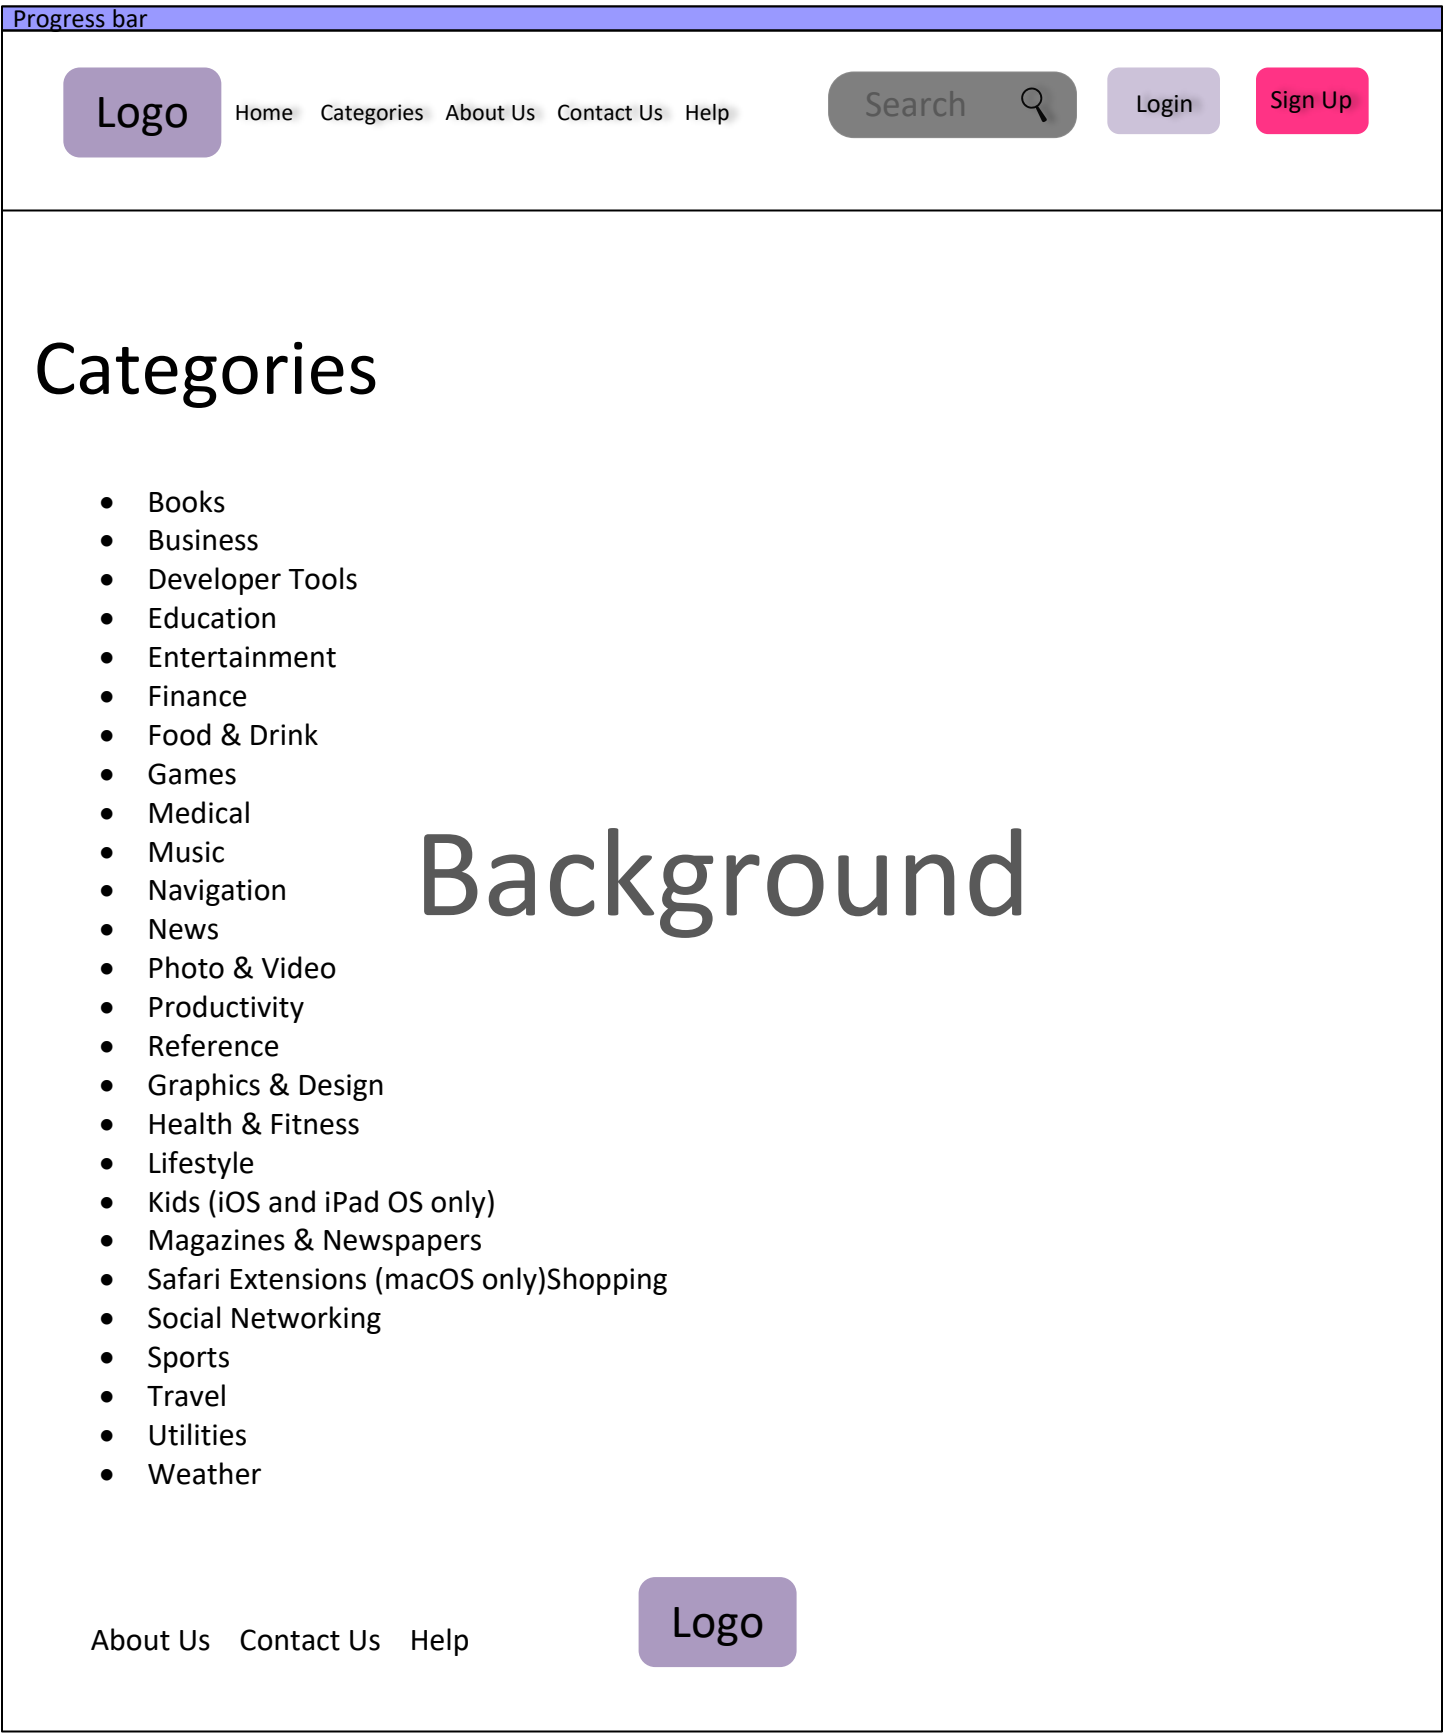 Progress bar
Logo Home Categories About Us Contact Us Help Search Login Sign Up
Categories
• Books
• Business
• Developer Tools
• Education
• Entertainment
• Finance
• Food & Drink
• Games
• Medical
• Music
Background
• Navigation
• News
• Photo & Video
• Productivity
• Reference
• Graphics & Design
• Health & Fitness
• Lifestyle
• Kids (iOS and iPad OS only)
• Magazines & Newspapers
• Safari Extensions (macOS only)Shopping
• Social Networking
• Sports
• Travel
• Utilities
• Weather
About Us Contact Us Help Logo